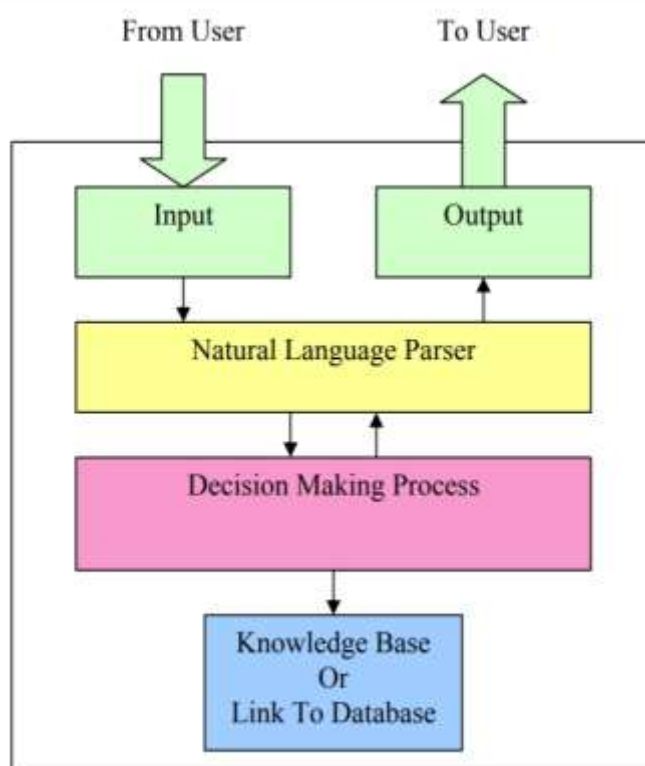 From User
To User
Input
Output
Natural Language Parser
Decision Making Process
Knowledge Base
Or
Link To Database